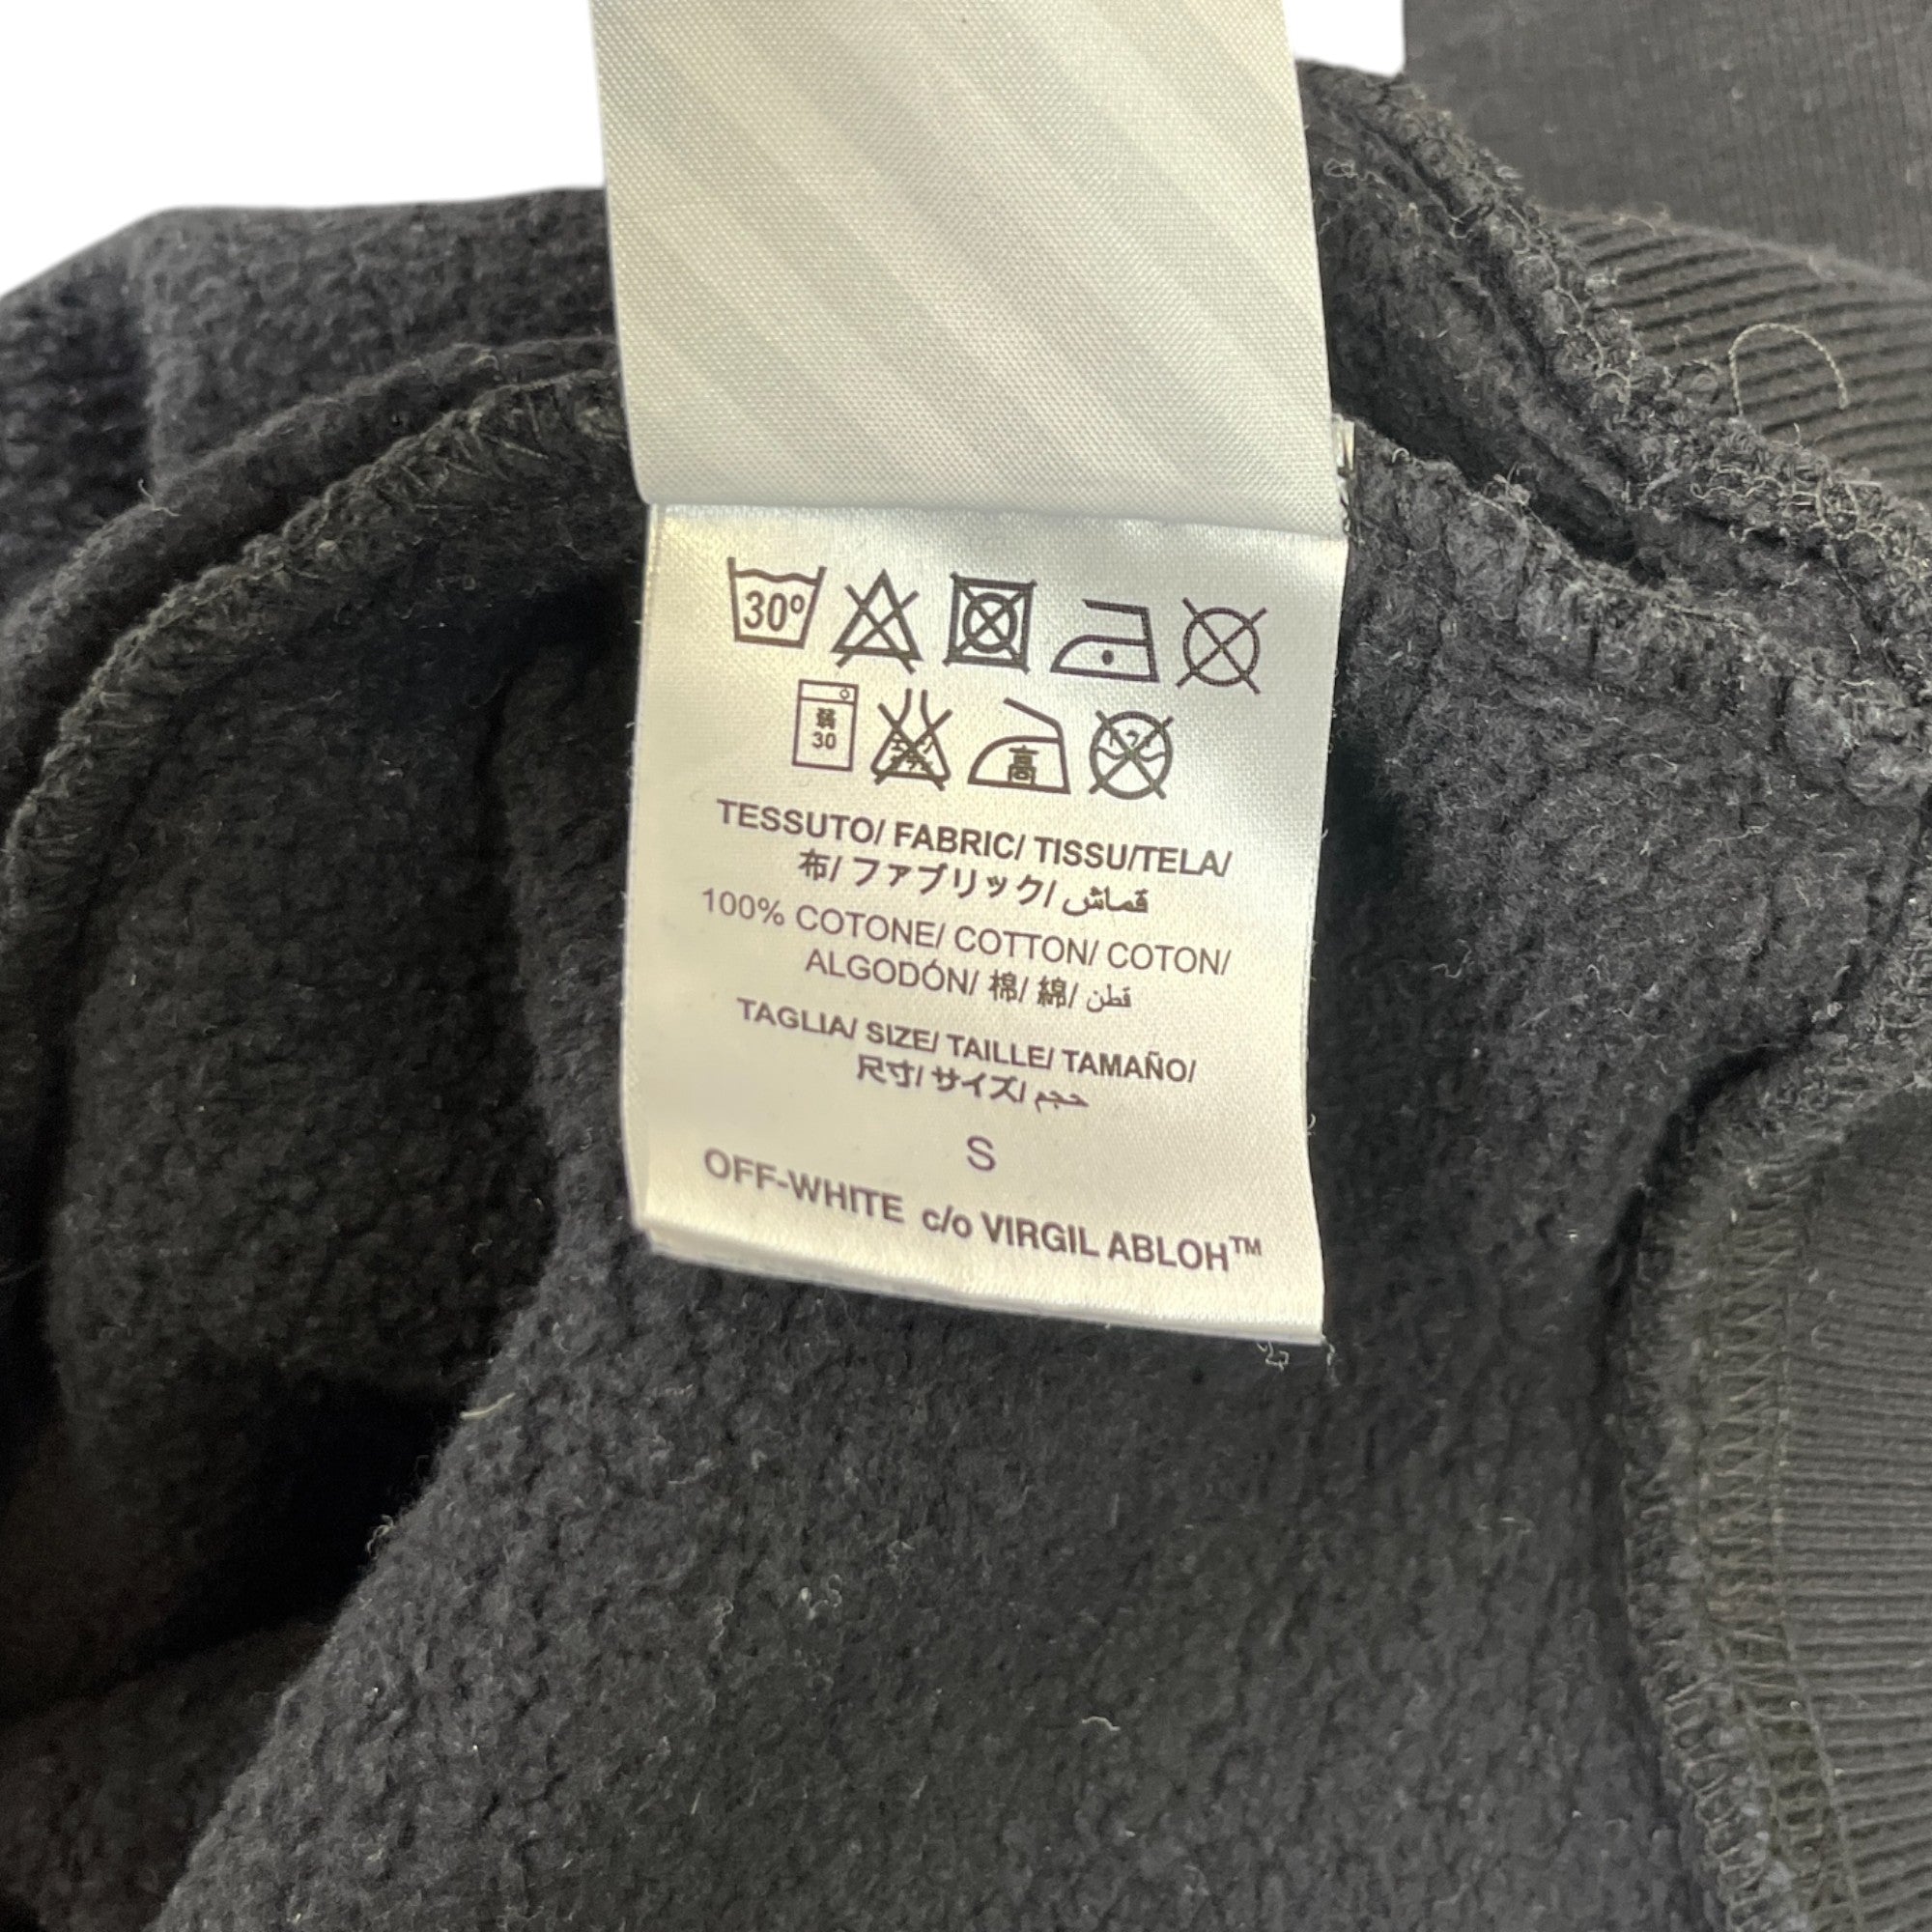 30°
弱
30
高
TESSUTO/ FABRIC/ TISSU/TELA/
布/ ファブリック/ قماش
100% COTONE/ COTTON/ COTON/
ALGODÓN/ 棉/ 綿/ قطن
TAGLIA/ SIZE/ TAILLE/ TAMAÑO/
尺寸/ サイズ/ حجم
S
OFF-WHITE c/o VIRGIL ABLOH™